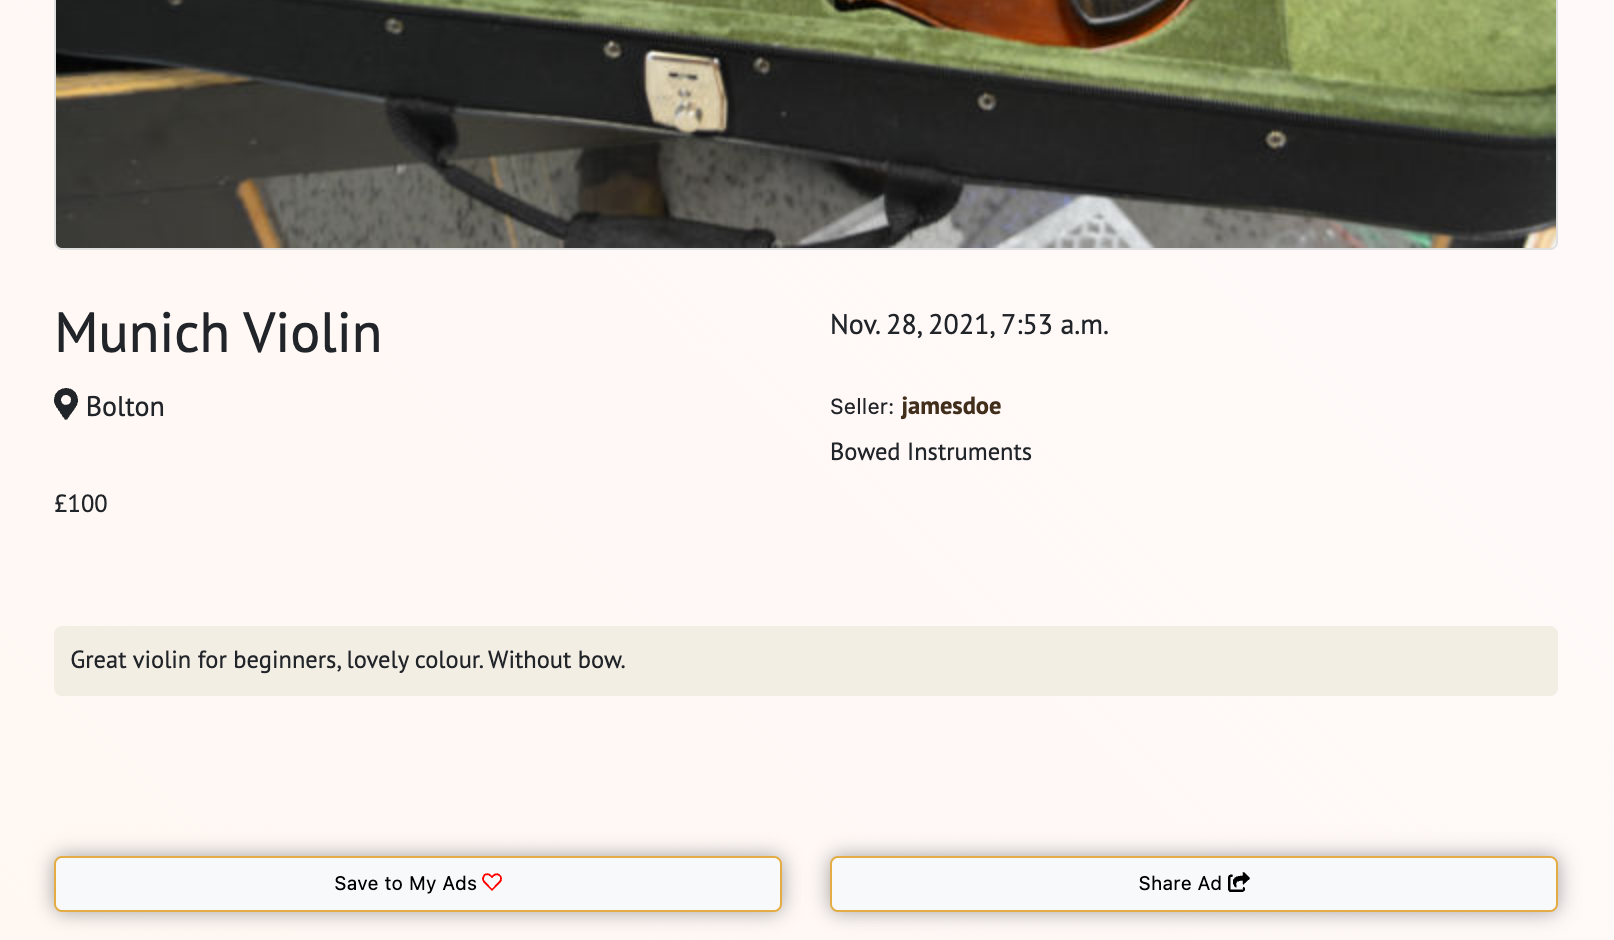 Munich Violin
Bolton
£100
Nov. 28, 2021, 7:53 a.m.
Seller: jamesdoe
Bowed Instruments
Great violin for beginners, lovely colour. Without bow.
Save to My Ads
Share Ad